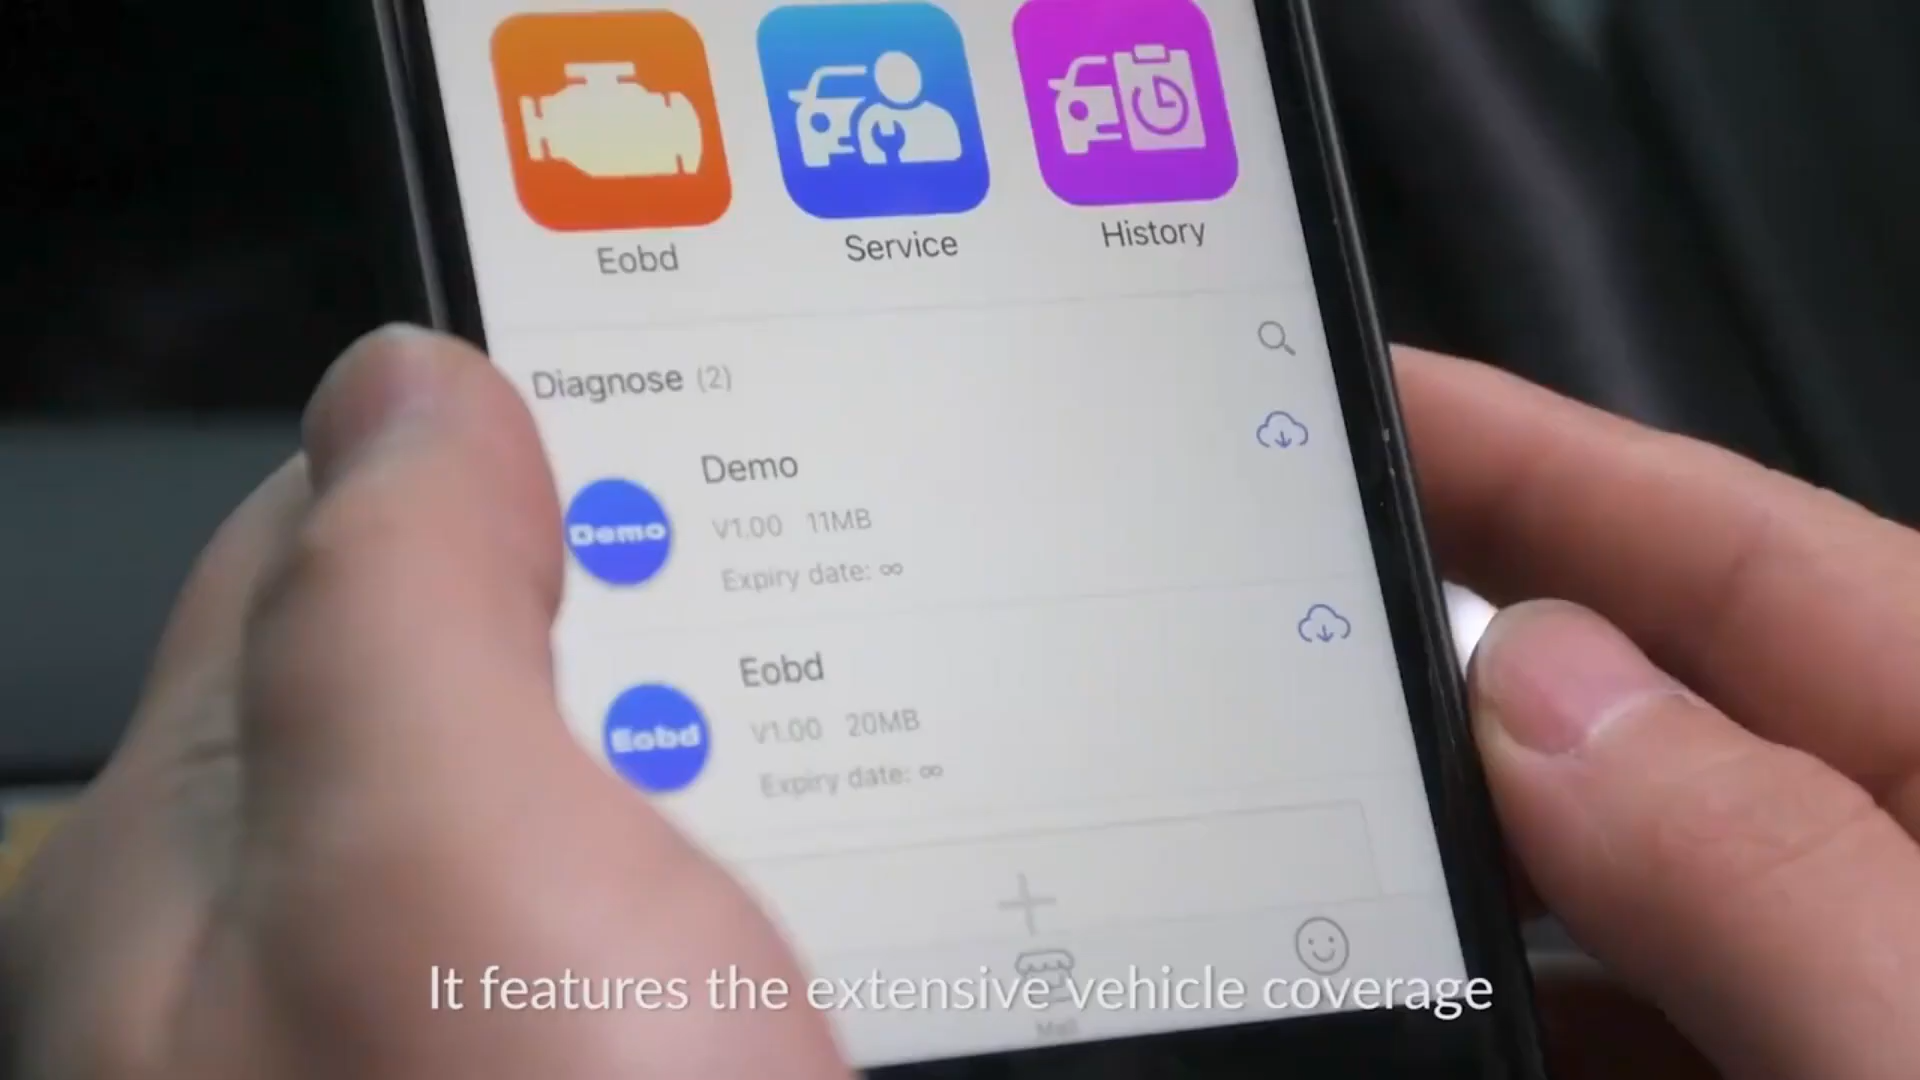 Eobd
Service
History
Diagnose (2)
Demo
Demo
V1.00 11MB
Expiry date: ∞
Eobd
Eobd
V1.00 20MB
Expiry date: ∞
It features the extensive vehicle coverage
Mall